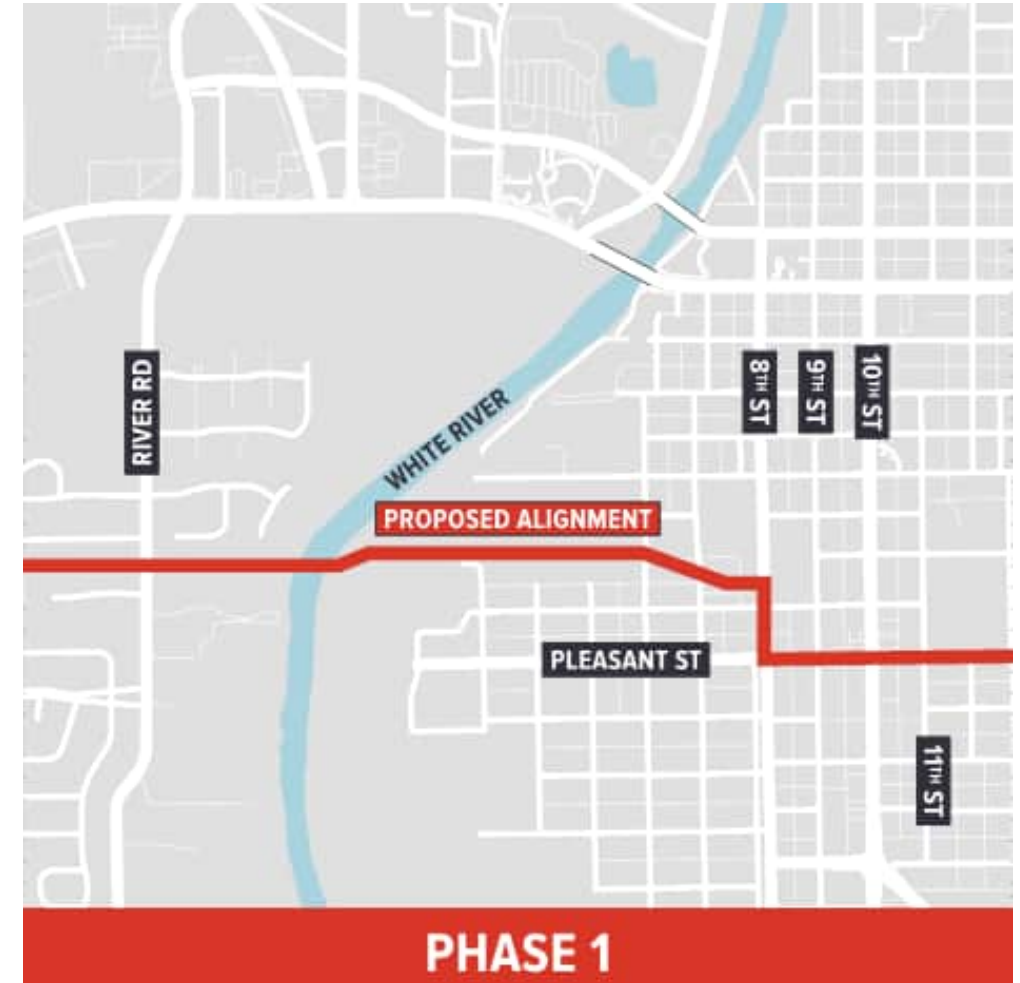 RIVER RD
8TH ST
9TH ST
10TH ST
WHITE RIVER
PROPOSED ALIGNMENT
PLEASANT ST
11TH ST
PHASE 1